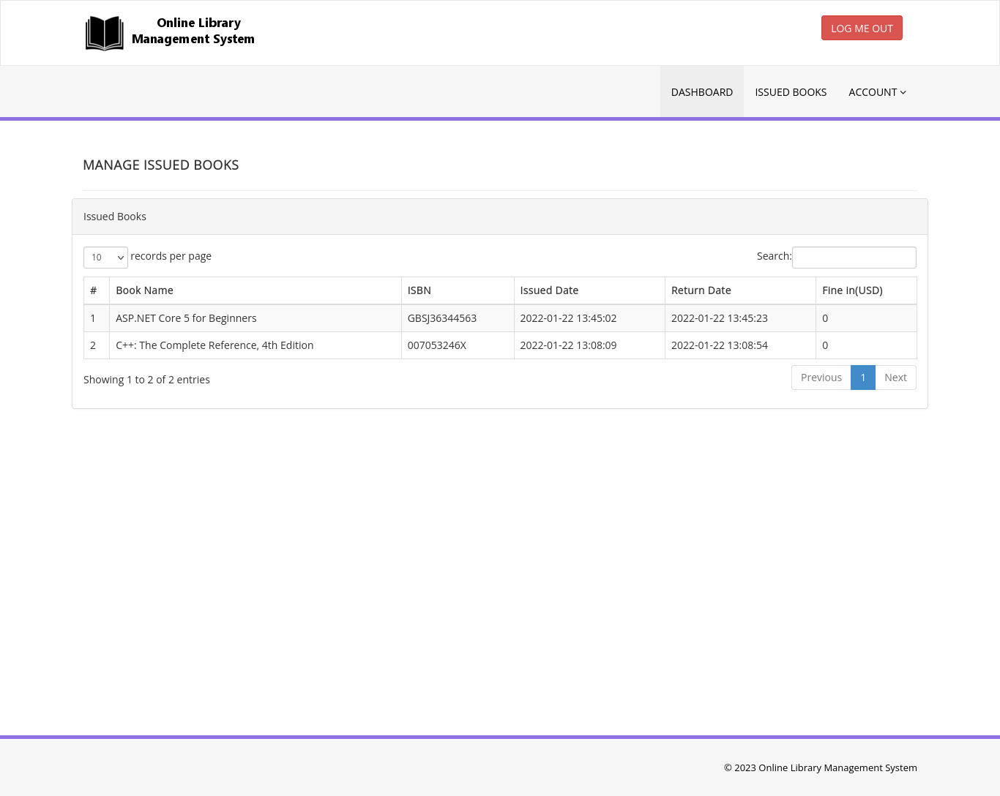 Online Library
Management System
LOG ME OUT
DASHBOARD ISSUED BOOKS ACCOUNT
MANAGE ISSUED BOOKS
Issued Books
10 records per page Search:
# Book Name ISBN Issued Date Return Date Fine in(USD)
1 ASP.NET Core 5 for Beginners GBSJ36344563 2022-01-22 13:45:02 2022-01-22 13:45:23 0
2 C++: The Complete Reference, 4th Edition 007053246X 2022-01-22 13:08:09 2022-01-22 13:08:54 0
Showing 1 to 2 of 2 entries Previous 1 Next
© 2023 Online Library Management System